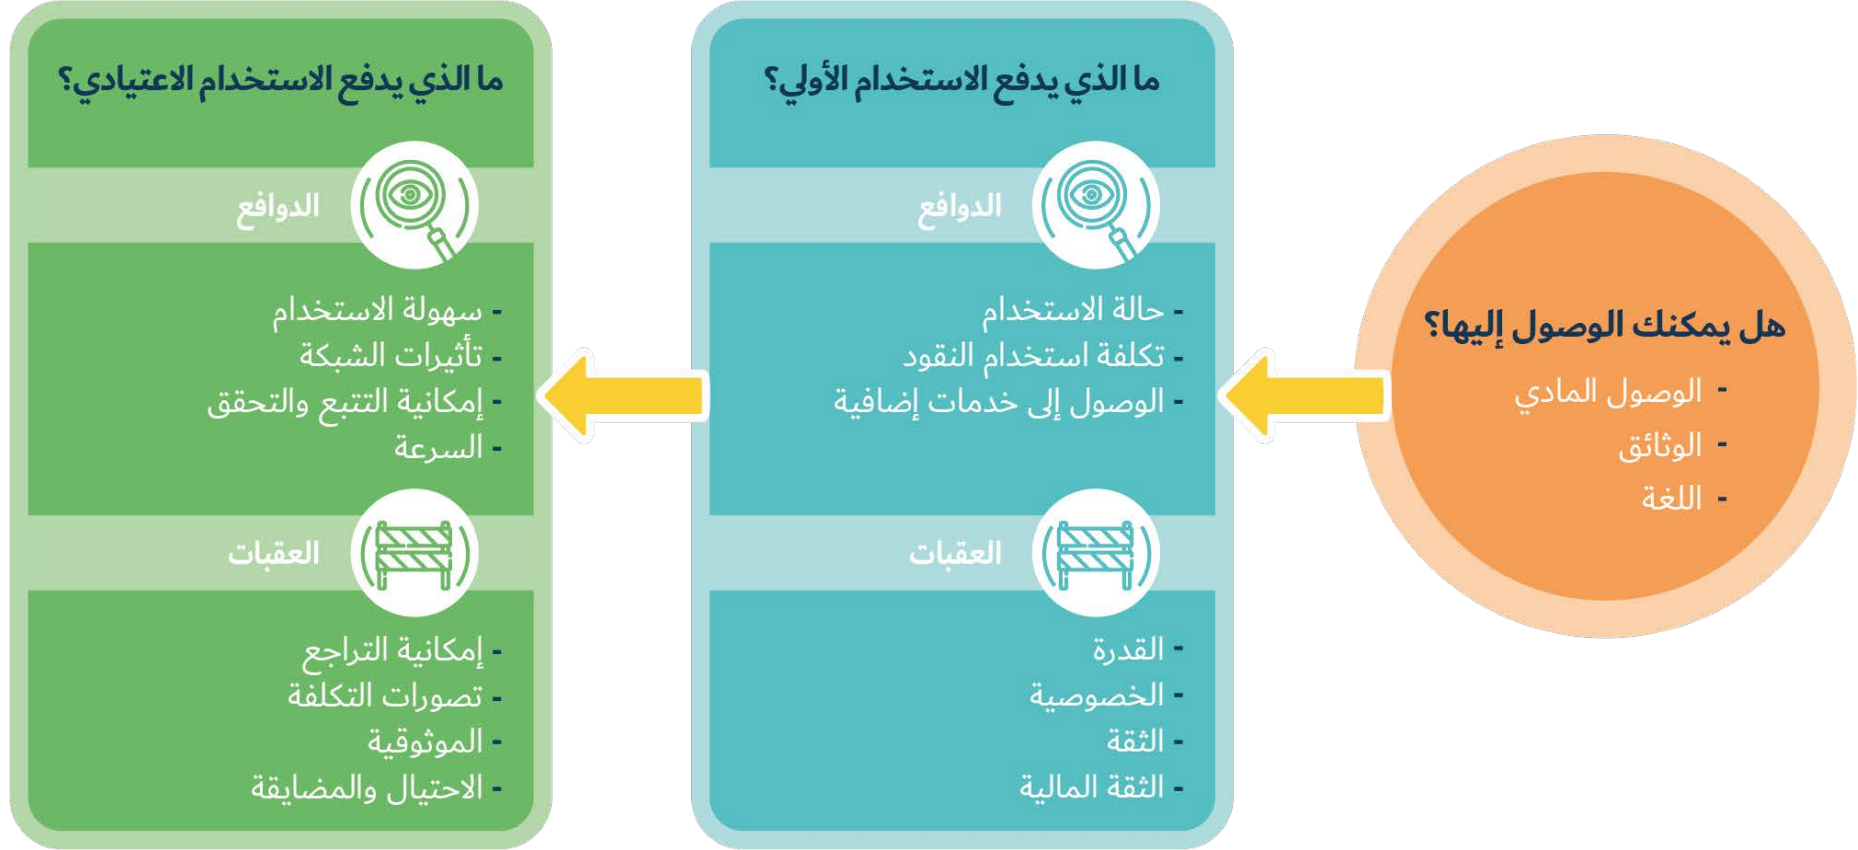 هل يمكنك الوصول إليها؟
- الوصول المادي
- الوثائق
- اللغة
ما الذي يدفع الاستخدام الأولي؟
الدوافع
- حالة الاستخدام
- تكلفة استخدام النقود
- الوصول إلى خدمات إضافية
العقبات
- القدرة
- الخصوصية
- الثقة
- الثقة المالية
ما الذي يدفع الاستخدام الاعتيادي؟
الدوافع
- سهولة الاستخدام
- تأثيرات الشبكة
- إمكانية التتبع والتحقق
- السرعة
العقبات
- إمكانية التراجع
- تصورات التكلفة
- الموثوقية
- الاحتيال والمضايقة